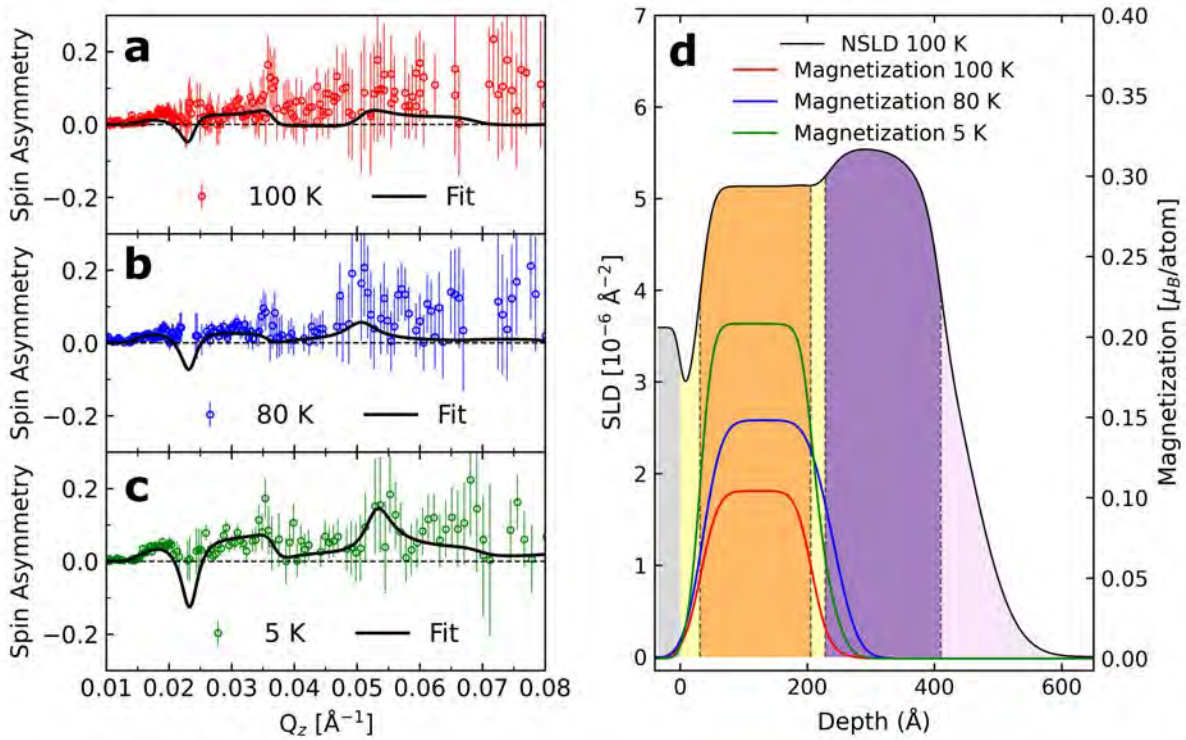 a
Spin Asymmetry
0.2
0.0
−0.2
100 K
Fit
b
Spin Asymmetry
0.2
0.0
−0.2
80 K
Fit
c
Spin Asymmetry
0.2
0.0
−0.2
5 K
Fit
0.01 0.02 0.03 0.04 0.05 0.06 0.07 0.08
Q_z [Å⁻¹]
d
NSLD 100 K
Magnetization 100 K
Magnetization 80 K
Magnetization 5 K
SLD [10⁻⁶ Å⁻²]
7
6
5
4
3
2
1
0
0 200 400 600
Depth (Å)
0.40
0.35
0.30
0.25
0.20
0.15
0.10
0.05
0.00
Magnetization [μ_B/atom]